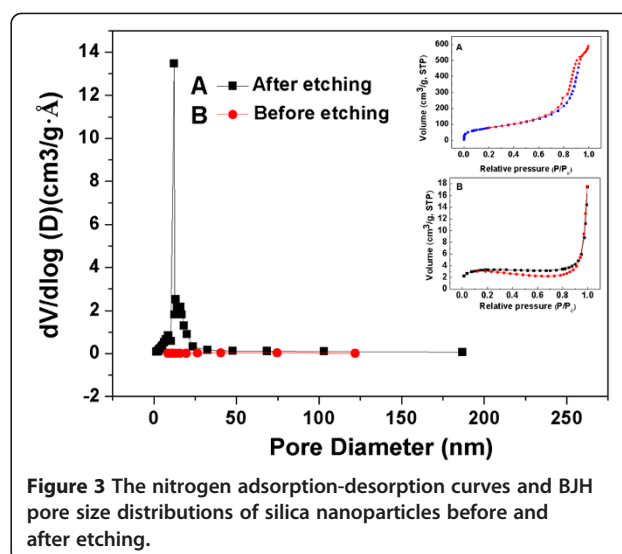 14
12
10
8
6
4
2
0
-2
dV/dlog (D)(cm3/g·Å)
A After etching
B Before etching
0 50 100 150 200 250
Pore Diameter (nm)
A
600
500
400
300
200
100
0
Volume (cm³/g, STP)
0.0 0.2 0.4 0.6 0.8 1.0
Relative pressure (P/P₀)
B
18
16
14
12
10
8
6
4
2
0
Volume (cm³/g, STP)
0.0 0.2 0.4 0.6 0.8 1.0
Relative pressure (P/P₀)
Figure 3 The nitrogen adsorption-desorption curves and BJH
pore size distributions of silica nanoparticles before and
after etching.